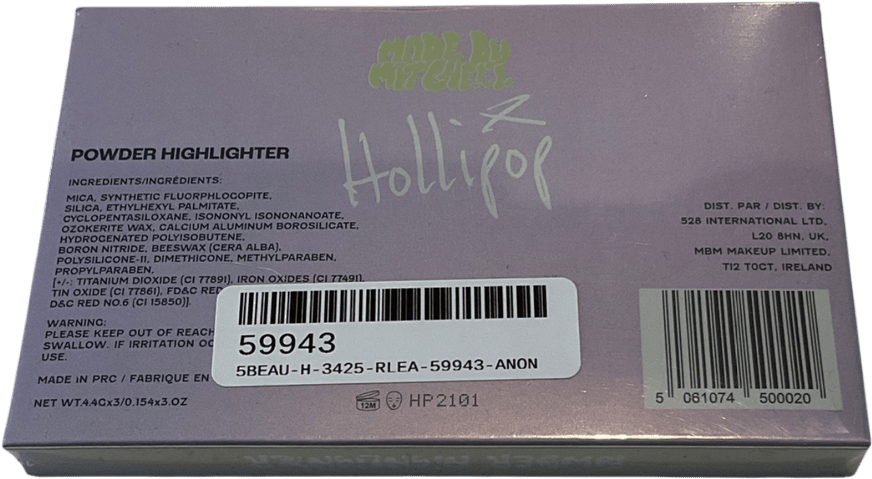 MADE BY
MITCHELL
X
Hollipop
POWDER HIGHLIGHTER
INGREDIENTS/INGRÉDIENTS:
MICA, SYNTHETIC FLUORPHLOGOPITE,
SILICA, ETHYLHEXYL PALMITATE,
CYCLOPENTASILOXANE, ISONONYL ISONONANOATE,
OZOKERITE WAX, CALCIUM ALUMINUM BOROSILICATE,
HYDROGENATED POLYISOBUTENE,
BORON NITRIDE, BEESWAX (CERA ALBA),
POLYSILICONE-11, DIMETHICONE, METHYLPARABEN,
PROPYLPARABEN,
[+/-: TITANIUM DIOXIDE (CI 77891), IRON OXIDES (CI 77491),
TIN OXIDE (CI 77861), FD&C RED
D&C RED NO.6 (CI 15850)].
WARNING:
PLEASE KEEP OUT OF REACH
SWALLOW. IF IRRITATION
USE.
MADE IN PRC / FABRIQUE EN
NET WT.4.4G×3/0.154×3.OZ
DIST. PAR / DIST. BY:
528 INTERNATIONAL LTD,
L20 8HN, UK,
MBM MAKEUP LIMITED,
T12 T0CT, IRELAND
59943
5BEAU-H-3425-RLEA-59943-ANON
12M HP2101
5 061074 500020